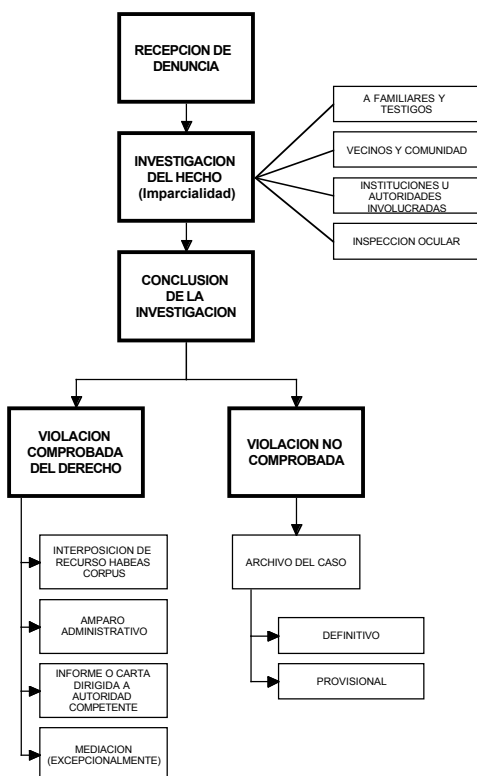 RECEPCION DE
DENUNCIA
INVESTIGACION
DEL HECHO
(Imparcialidad)
A FAMILIARES Y
TESTIGOS
VECINOS Y COMUNIDAD
INSTITUCIONES U
AUTORIDADES
INVOLUCRADAS
INSPECCION OCULAR
CONCLUSION
DE LA
INVESTIGACION
VIOLACION
COMPROBADA
DEL DERECHO
INTERPOSICION DE
RECURSO HABEAS
CORPUS
AMPARO
ADMINISTRATIVO
INFORME O CARTA
DIRIGIDA A
AUTORIDAD
COMPETENTE
MEDIACION
(EXCEPCIONALMENTE)
VIOLACION NO
COMPROBADA
ARCHIVO DEL CASO
DEFINITIVO
PROVISIONAL